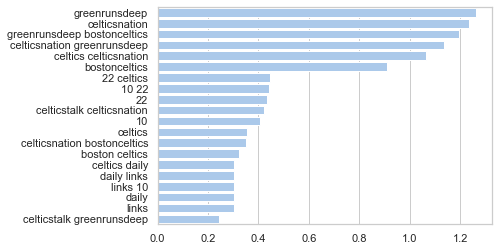 greenrunsdeep
celticsnation
greenrunsdeep bostonceltics
celticsnation greenrunsdeep
celtics celticsnation
bostonceltics
22 celtics
10 22
22
celticstalk celticsnation
10
celtics
celticsnation bostonceltics
boston celtics
celtics daily
daily links
links 10
daily
links
celticstalk greenrunsdeep
0.0 0.2 0.4 0.6 0.8 1.0 1.2